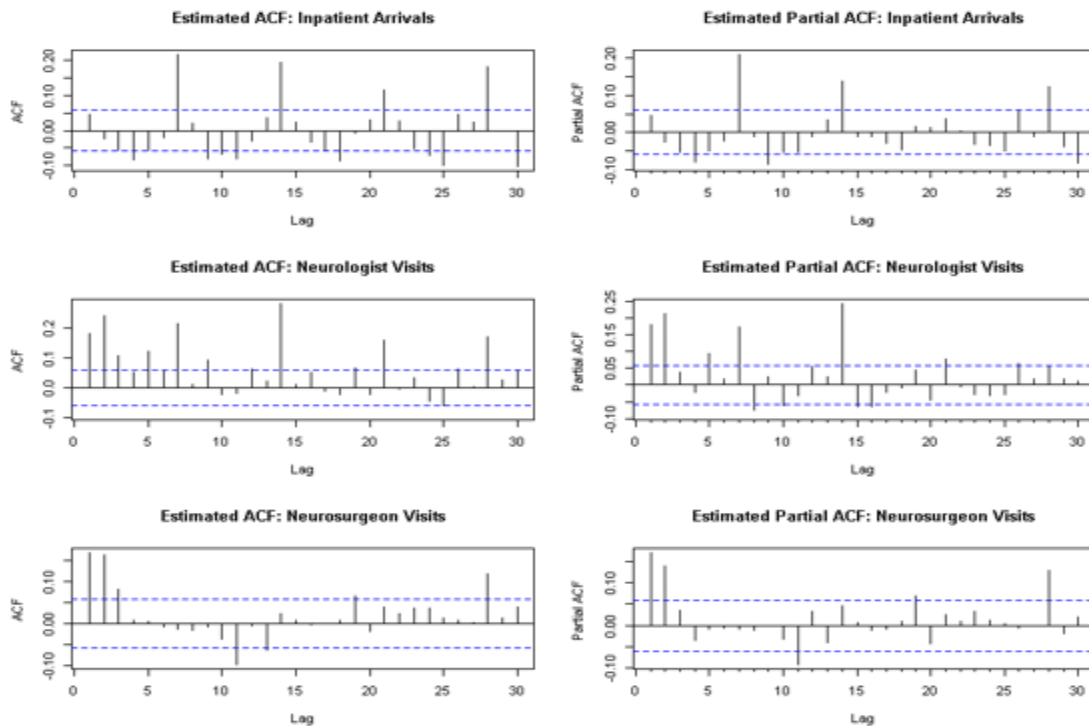 Estimated ACF: Inpatient Arrivals
ACF
0.20
0.10
0.00
-0.10
0 5 10 15 20 25 30
Lag
Estimated Partial ACF: Inpatient Arrivals
Partial ACF
0.20
0.10
0.00
-0.10
0 5 10 15 20 25 30
Lag
Estimated ACF: Neurologist Visits
ACF
0.2
0.1
0.0
-0.1
0 5 10 15 20 25 30
Lag
Estimated Partial ACF: Neurologist Visits
Partial ACF
0.25
0.15
0.05
-0.10
0 5 10 15 20 25 30
Lag
Estimated ACF: Neurosurgeon Visits
ACF
0.10
0.00
-0.10
0 5 10 15 20 25 30
Lag
Estimated Partial ACF: Neurosurgeon Visits
Partial ACF
0.10
0.00
-0.10
0 5 10 15 20 25 30
Lag